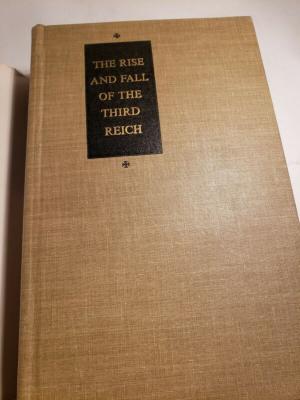 THE RISE
AND FALL
OF THE
THIRD
REICH